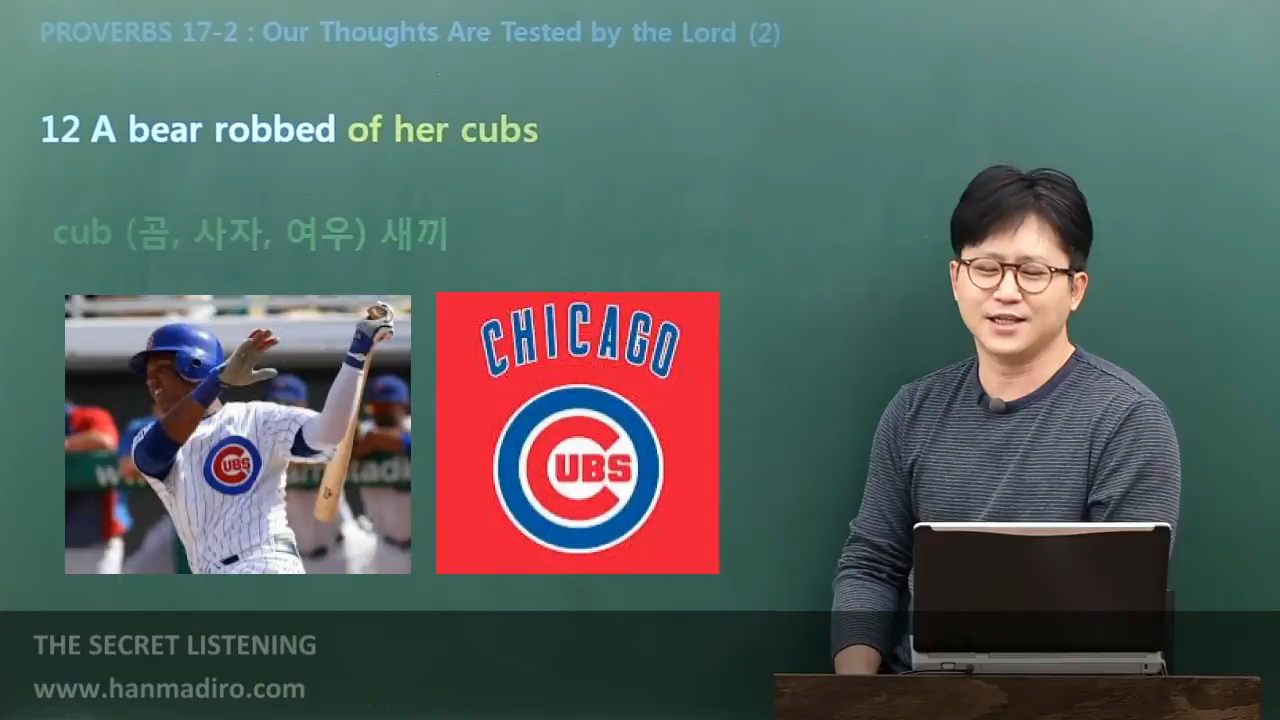 PROVERBS 17-2 : Our Thoughts Are Tested by the Lord (2)
12 A bear robbed of her cubs
cub (곰, 사자, 여우) 새끼
CUBS
CHICAGO
CUBS
THE SECRET LISTENING
www.hanmadiro.com